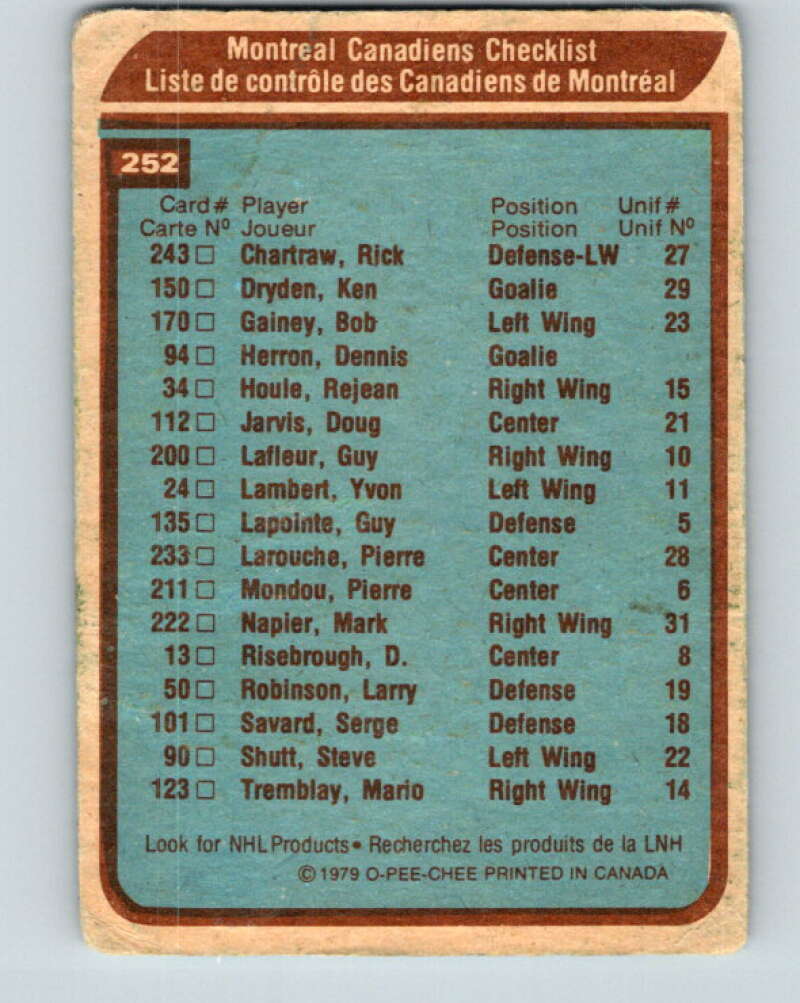 Montreal Canadiens Checklist
Liste de contrôle des Canadiens de Montréal
252
Card # Player Position Unif #
Carte Nº Joueur Position Unif Nº
243 □ Chartraw, Rick Defense-LW 27
150 □ Dryden, Ken Goalie 29
170 □ Gainey, Bob Left Wing 23
94 □ Herron, Dennis Goalie
34 □ Houle, Rejean Right Wing 15
112 □ Jarvis, Doug Center 21
200 □ Lafleur, Guy Right Wing 10
24 □ Lambert, Yvon Left Wing 11
135 □ Lapointe, Guy Defense 5
233 □ Larouche, Pierre Center 28
211 □ Mondou, Pierre Center 6
222 □ Napier, Mark Right Wing 31
13 □ Risebrough, D. Center 8
50 □ Robinson, Larry Defense 19
101 □ Savard, Serge Defense 18
90 □ Shutt, Steve Left Wing 22
123 □ Tremblay, Mario Right Wing 14
Look for NHL Products • Recherchez les produits de la LNH
© 1979 O-PEE-CHEE PRINTED IN CANADA